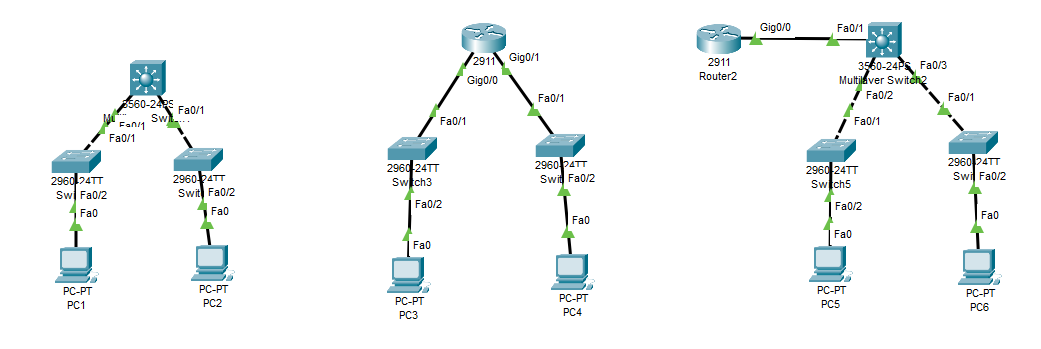 3560-24PS
Fa0/1
Fa0/1
Fa0/1
2960-24TT
Fa0/2
2960-24TT
Fa0/2
Fa0
Fa0
PC-PT
PC1
PC-PT
PC2
2911
Gig0/1
Gig0/0
Fa0/1
Fa0/1
2960-24TT
Switch3
2960-24TT
Fa0/2
Fa0/2
Fa0
Fa0
PC-PT
PC3
PC-PT
PC4
Gig0/0
Fa0/1
2911
Router2
3560-24PS
Multilayer Switch2
Fa0/3
Fa0/2
Fa0/1
Fa0/1
2960-24TT
Switch5
2960-24TT
Fa0/2
Fa0/2
Fa0
Fa0
PC-PT
PC5
PC-PT
PC6